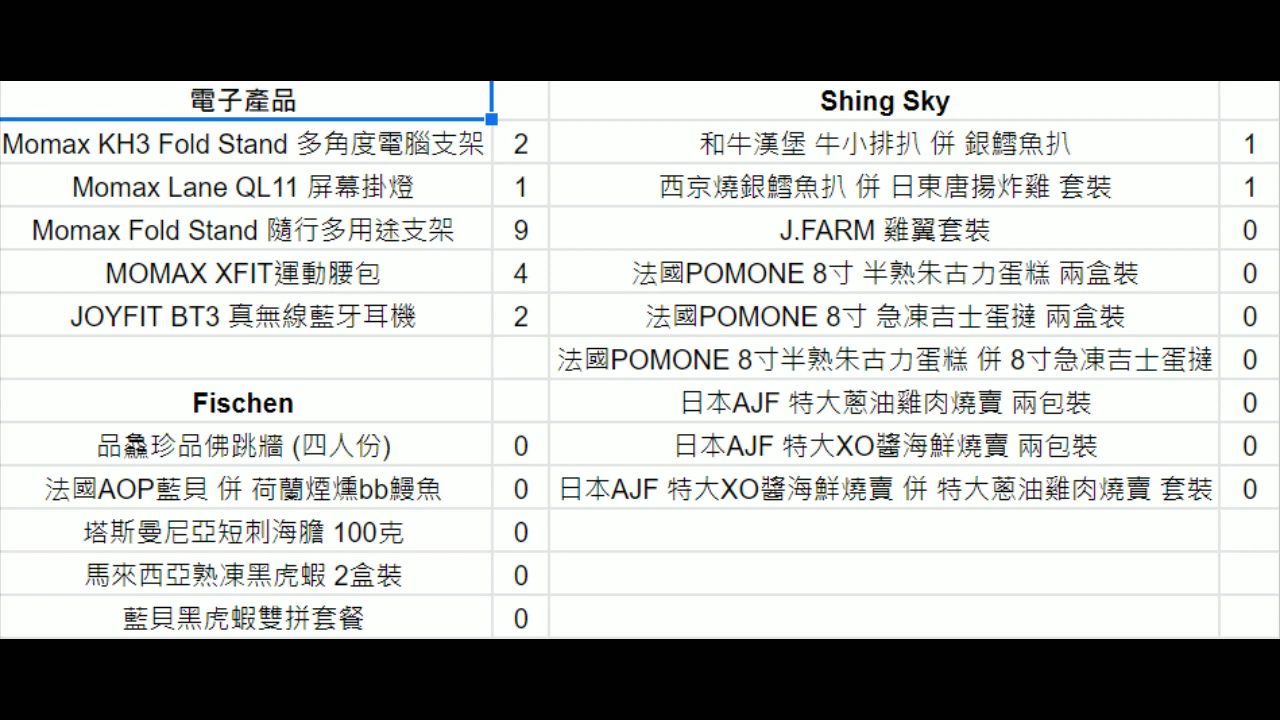 電子產品
Momax KH3 Fold Stand 多角度電腦支架 2
Momax Lane QL11 屏幕掛燈 1
Momax Fold Stand 隨行多用途支架 9
MOMAX XFIT運動腰包 4
JOYFIT BT3 真無線藍牙耳機 2
Fischen
品鱻珍品佛跳牆 (四人份) 0
法國AOP藍貝 併 荷蘭煙燻bb鰻魚 0
塔斯曼尼亞短刺海膽 100克 0
馬來西亞熟凍黑虎蝦 2盒裝 0
藍貝黑虎蝦雙拼套餐 0
Shing Sky
和牛漢堡 牛小排扒 併 銀鱈魚扒 1
西京燒銀鱈魚扒 併 日東唐揚炸雞 套裝 1
J.FARM 雞翼套裝 0
法國POMONE 8寸 半熟朱古力蛋糕 兩盒裝 0
法國POMONE 8寸 急凍吉士蛋撻 兩盒裝 0
法國POMONE 8寸半熟朱古力蛋糕 併 8寸急凍吉士蛋撻 0
日本AJF 特大蔥油雞肉燒賣 兩包裝 0
日本AJF 特大XO醬海鮮燒賣 兩包裝 0
日本AJF 特大XO醬海鮮燒賣 併 特大蔥油雞肉燒賣 套裝 0